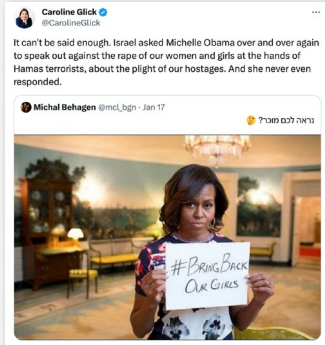 Caroline Glick
@CarolineGlick
It can't be said enough. Israel asked Michelle Obama over and over again
to speak out against the rape of our women and girls at the hands of
Hamas terrorists, about the plight of our hostages. And she never even
responded.
Michal Behagen @mcl_bgn · Jan 17
נראה לכם מוכר? 🤔
#BRINGBACK
OUR GIRLS